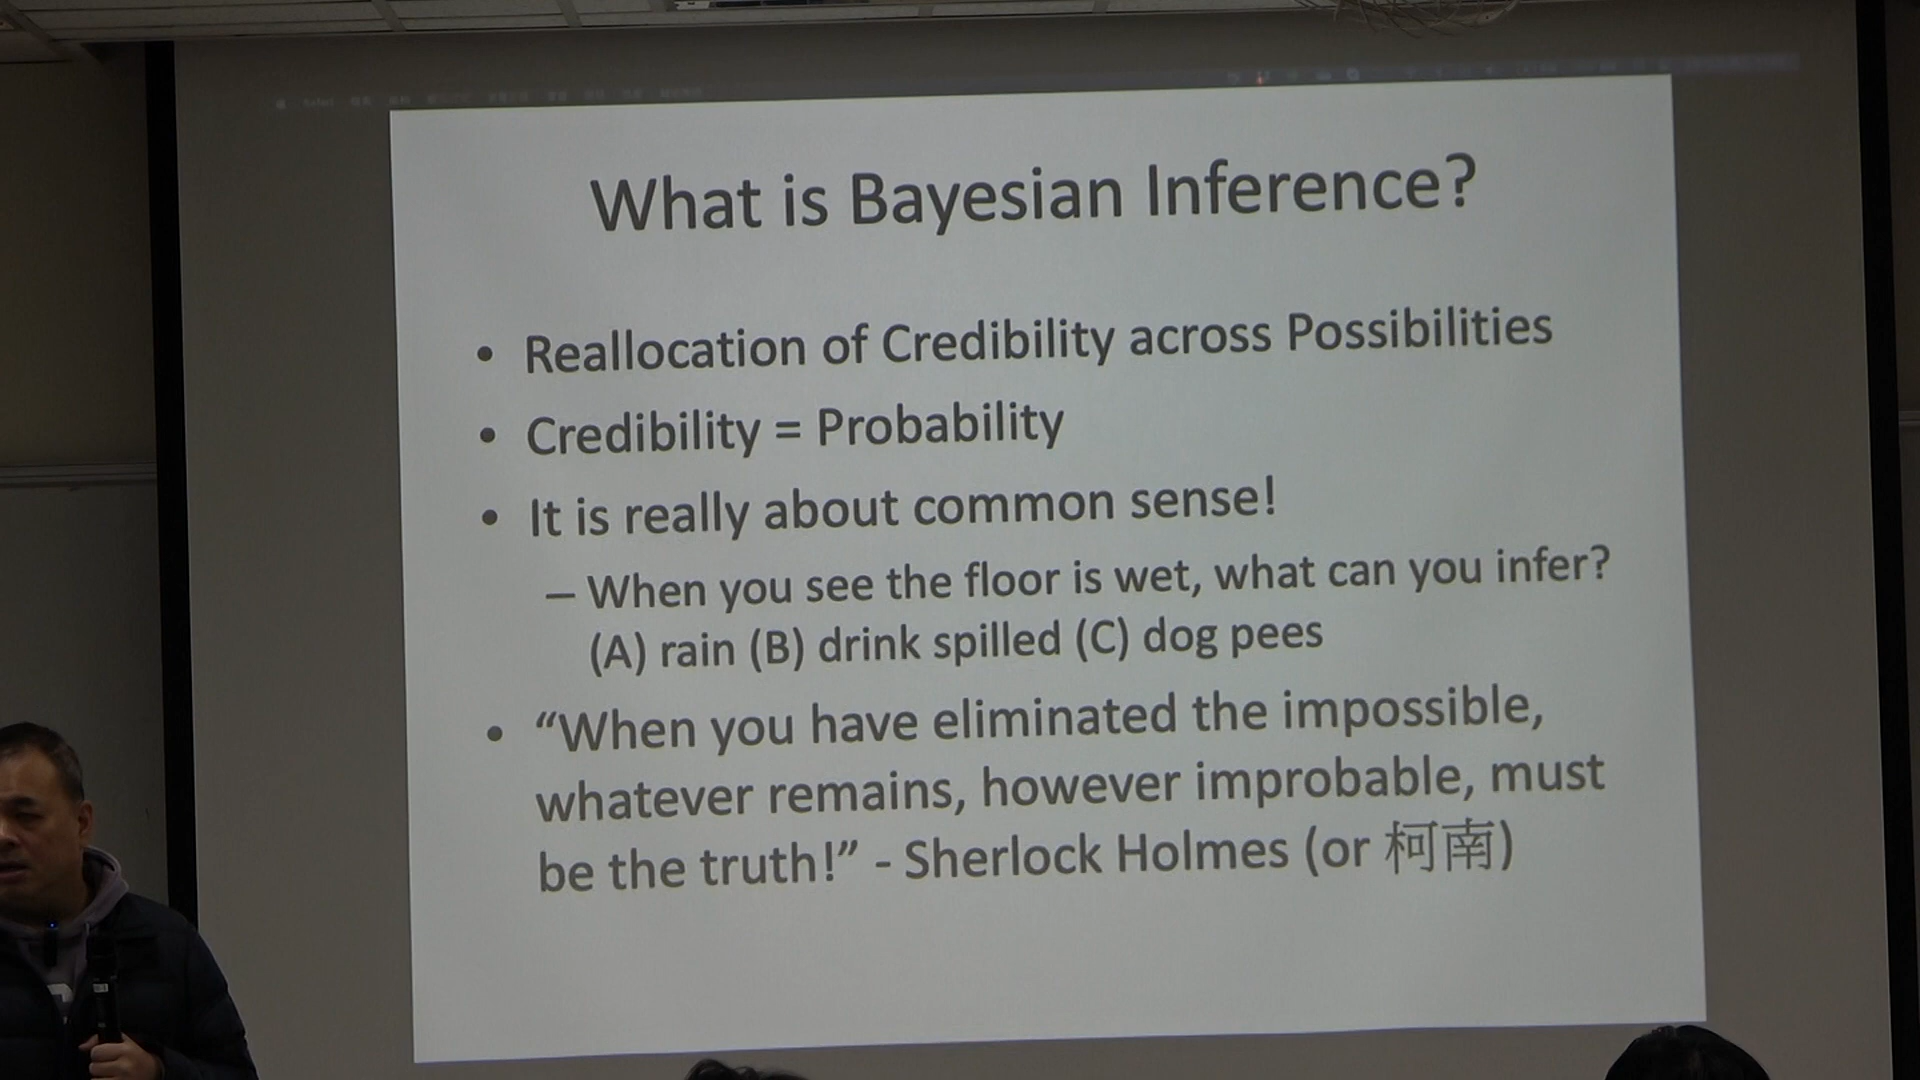 What is Bayesian Inference?
• Reallocation of Credibility across Possibilities
• Credibility = Probability
• It is really about common sense!
– When you see the floor is wet, what can you infer?
(A) rain (B) drink spilled (C) dog pees
• “When you have eliminated the impossible,
whatever remains, however improbable, must
be the truth!” - Sherlock Holmes (or 柯南)